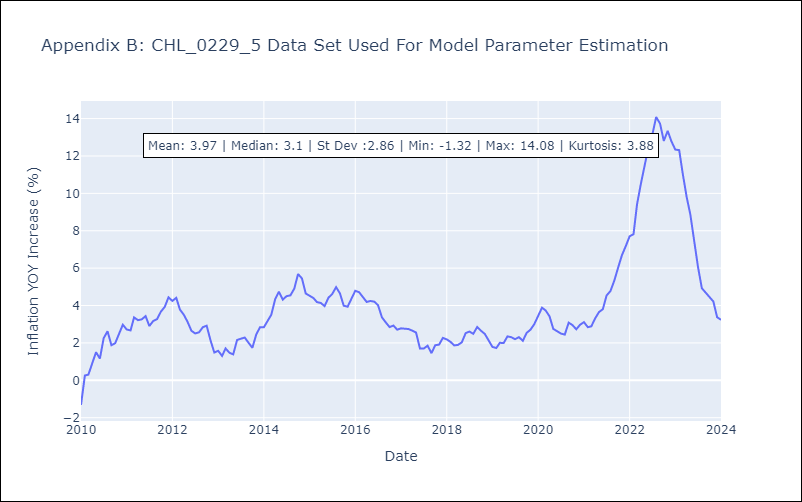 Appendix B: CHL_0229_5 Data Set Used For Model Parameter Estimation
Mean: 3.97 | Median: 3.1 | St Dev :2.86 | Min: -1.32 | Max: 14.08 | Kurtosis: 3.88
Inflation YOY Increase (%)
14
12
10
8
6
4
2
0
−2
2010 2012 2014 2016 2018 2020 2022 2024
Date